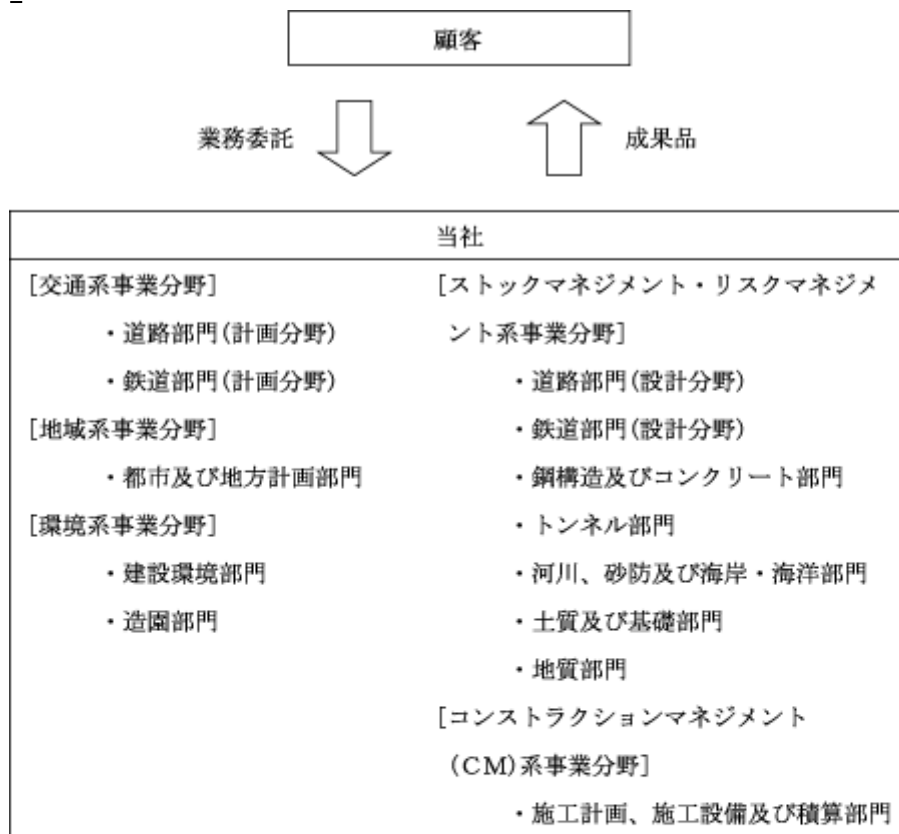 顧客
業務委託
成果品
当社
[交通系事業分野]
・道路部門(計画分野)
・鉄道部門(計画分野)
[地域系事業分野]
・都市及び地方計画部門
[環境系事業分野]
・建設環境部門
・造園部門
[ストックマネジメント・リスクマネジメ
ント系事業分野]
・道路部門(設計分野)
・鉄道部門(設計分野)
・鋼構造及びコンクリート部門
・トンネル部門
・河川、砂防及び海岸・海洋部門
・土質及び基礎部門
・地質部門
[コンストラクションマネジメント
(CM)系事業分野]
・施工計画、施工設備及び積算部門